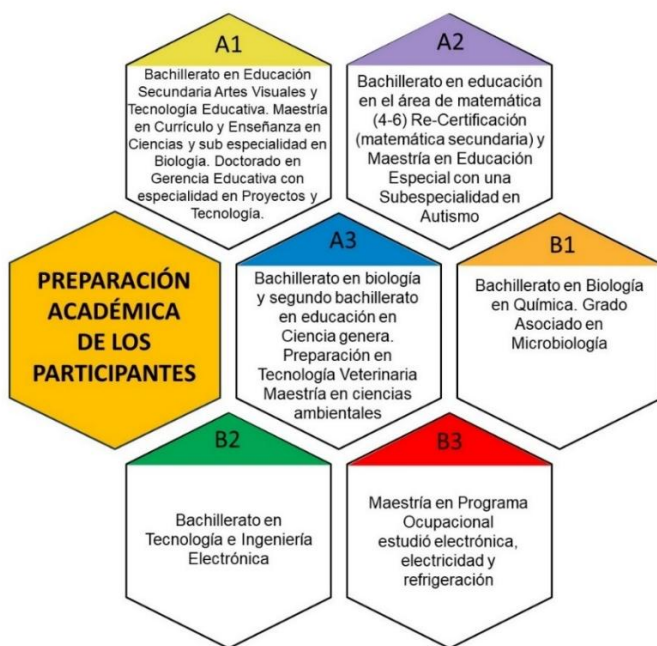 A1
Bachillerato en Educación
Secundaria Artes Visuales y
Tecnología Educativa. Maestría
en Currículo y Enseñanza en
Ciencias y sub especialidad en
Biología. Doctorado en
Gerencia Educativa con
especialidad en Proyectos y
Tecnología.
A2
Bachillerato en educación
en el área de matemática
(4-6) Re-Certificación
(matemática secundaria) y
Maestría en Educación
Especial con una
Subespecialidad en
Autismo
PREPARACIÓN
ACADÉMICA
DE LOS
PARTICIPANTES
A3
Bachillerato en biología
y segundo bachillerato
en educación en
Ciencia genera.
Preparación en
Tecnología Veterinaria
Maestría en ciencias
ambientales
B1
Bachillerato en Biología
en Química. Grado
Asociado en
Microbiología
B2
Bachillerato en
Tecnología e Ingeniería
Electrónica
B3
Maestría en Programa
Ocupacional
estudió electrónica,
electricidad y
refrigeración